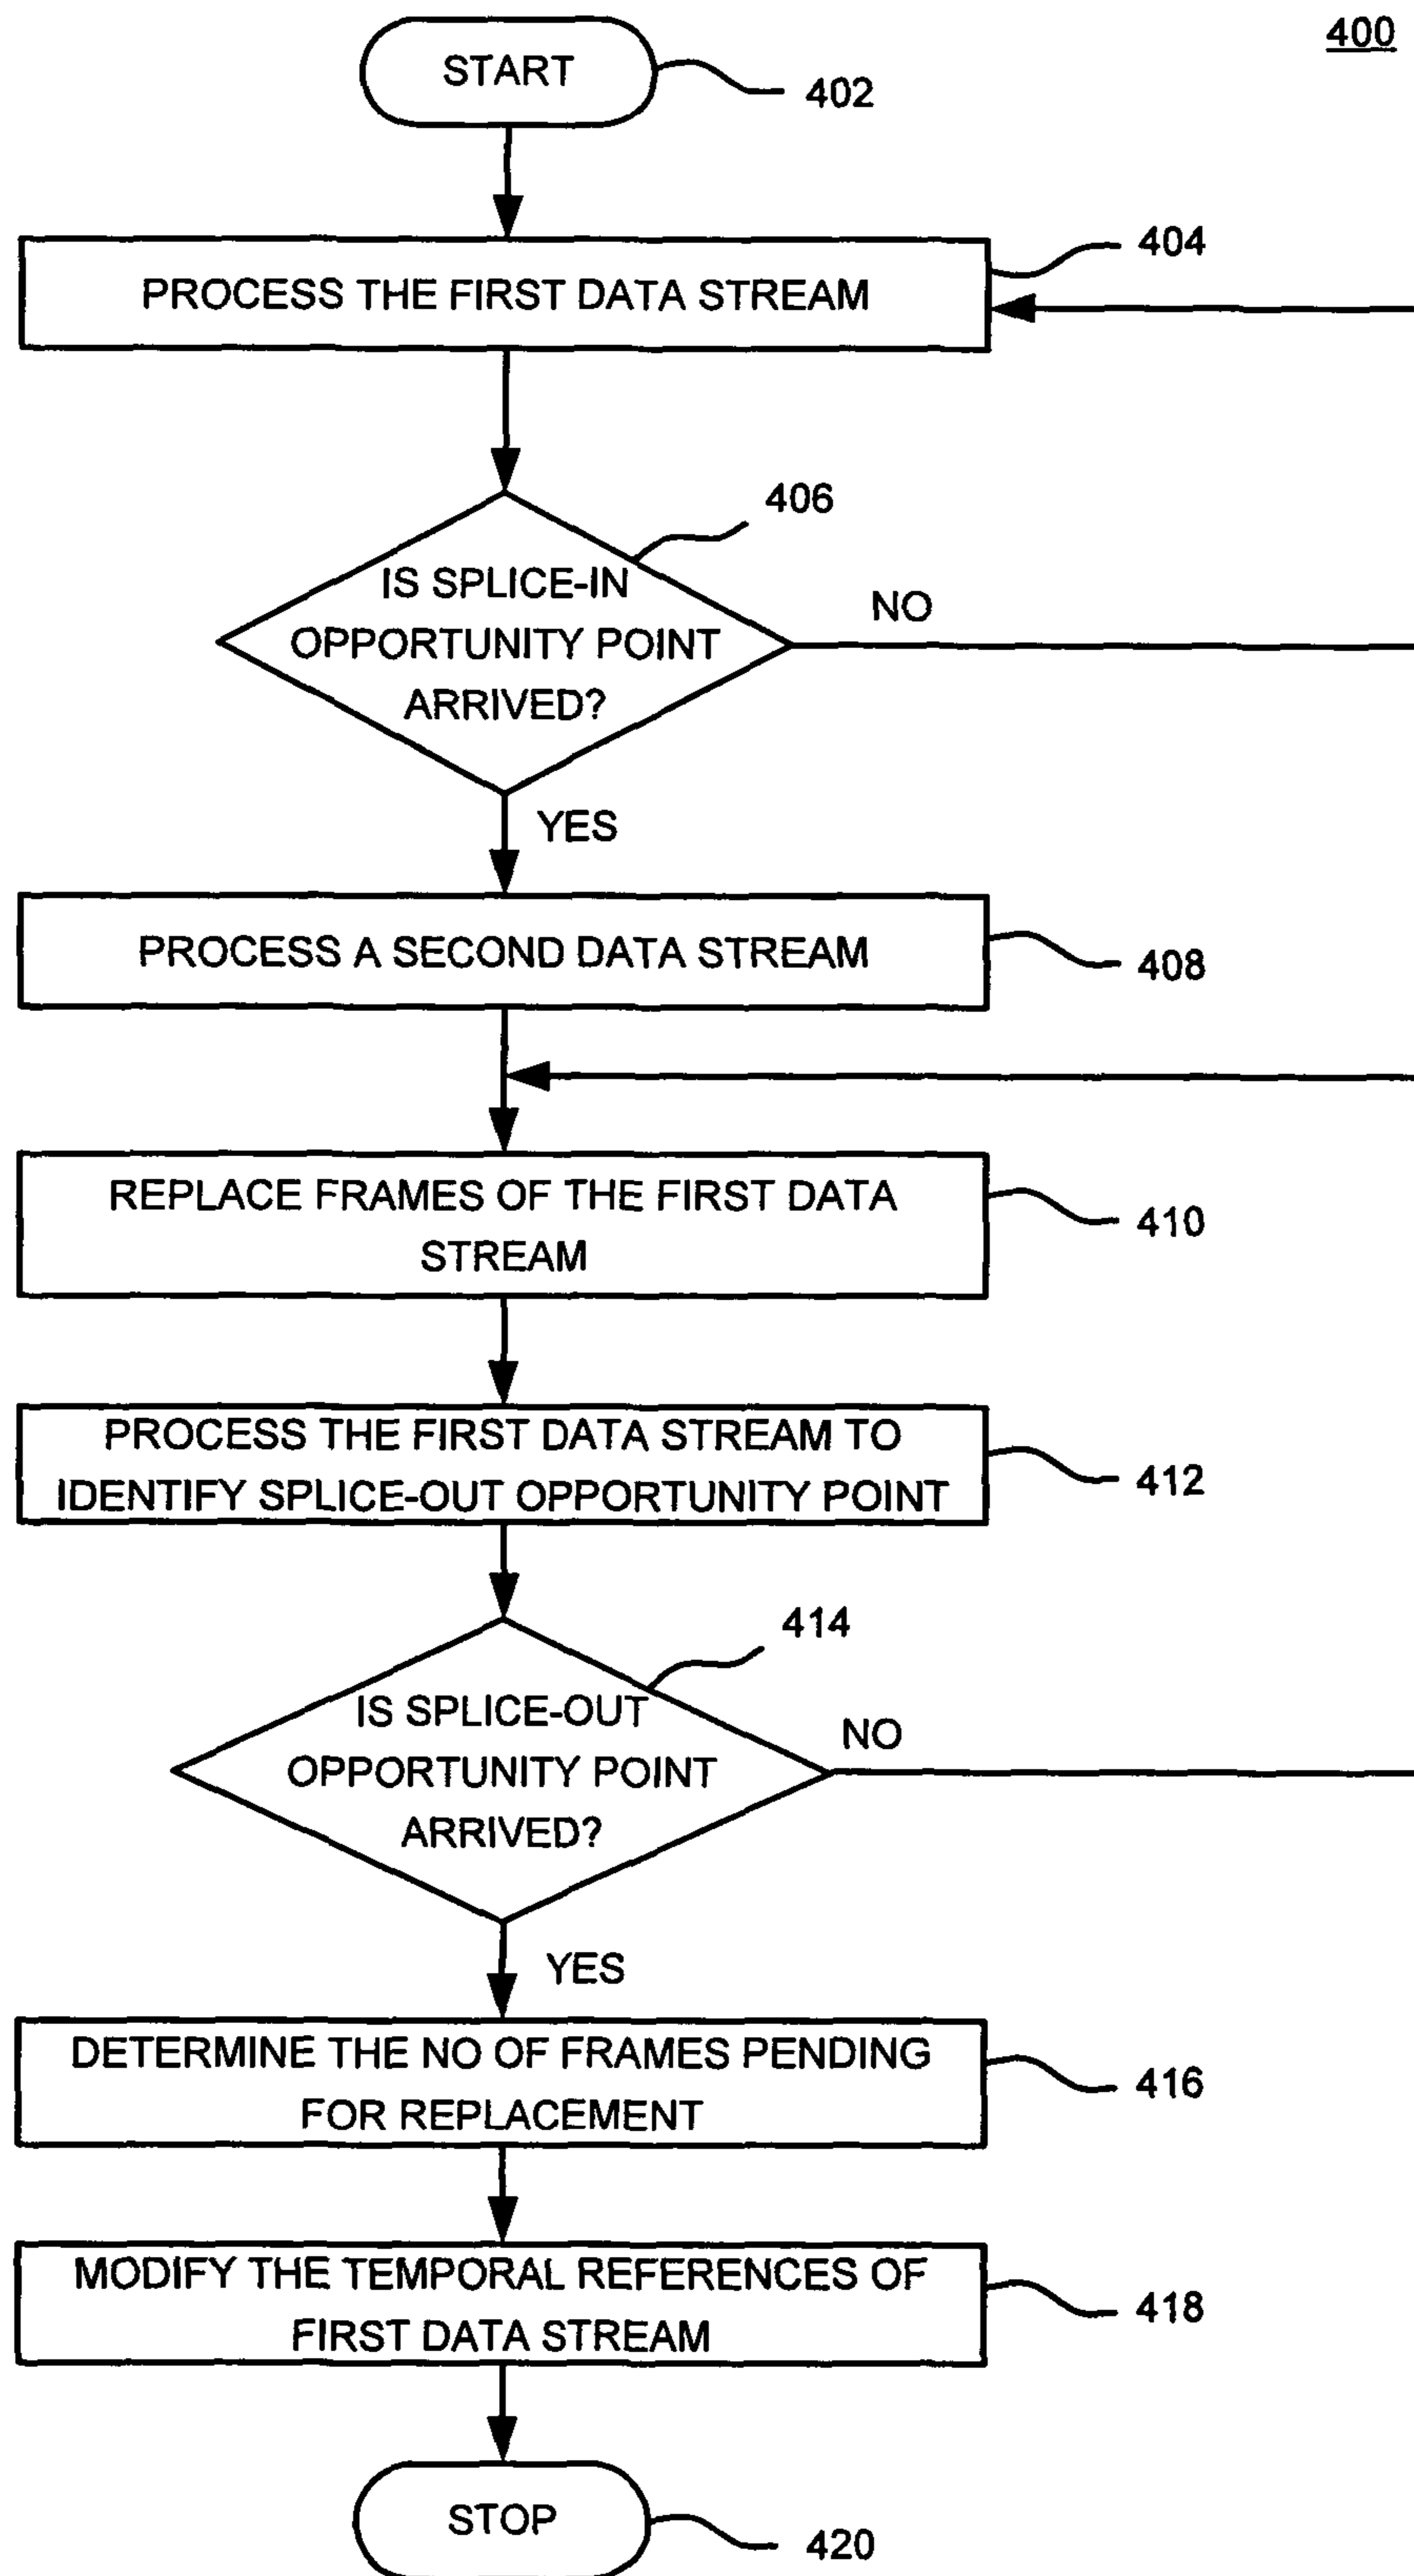 400
START
402
PROCESS THE FIRST DATA STREAM
404
406
IS SPLICE-IN
OPPORTUNITY POINT
ARRIVED?
NO
YES
PROCESS A SECOND DATA STREAM
408
REPLACE FRAMES OF THE FIRST DATA
STREAM
410
PROCESS THE FIRST DATA STREAM TO
IDENTIFY SPLICE-OUT OPPORTUNITY POINT
412
414
IS SPLICE-OUT
OPPORTUNITY POINT
ARRIVED?
NO
YES
DETERMINE THE NO OF FRAMES PENDING
FOR REPLACEMENT
416
MODIFY THE TEMPORAL REFERENCES OF
FIRST DATA STREAM
418
STOP
420